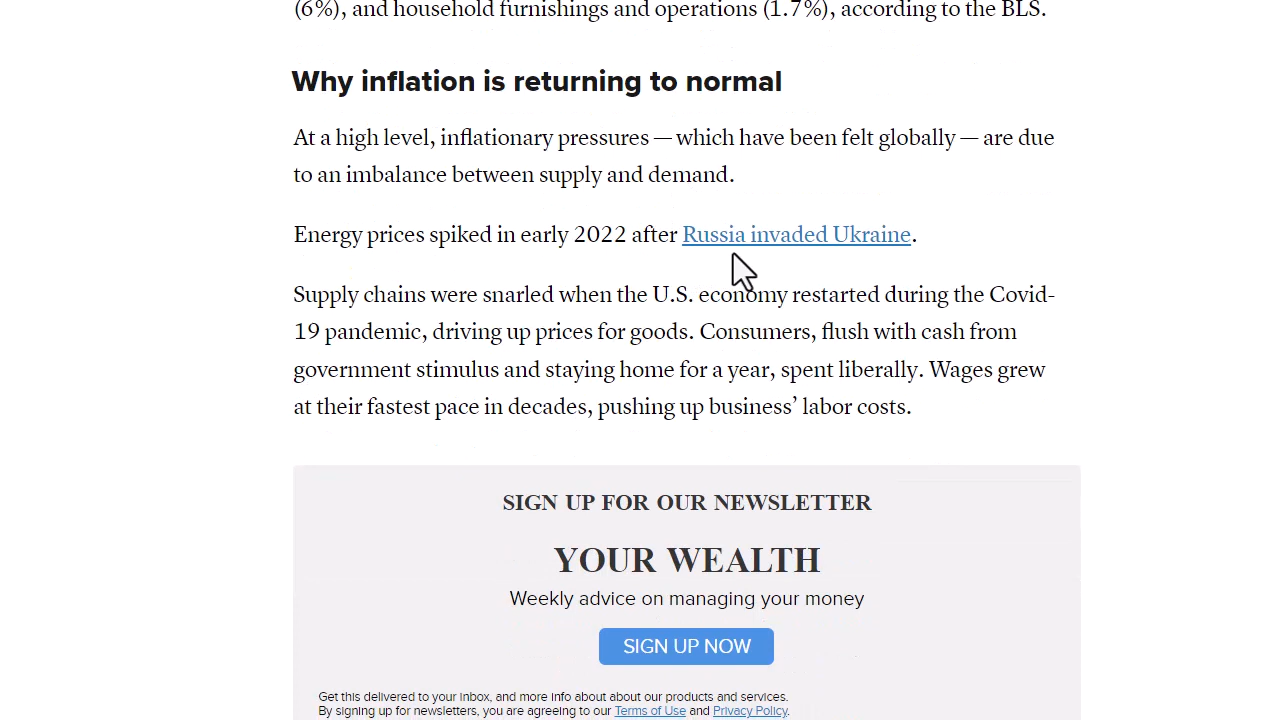 (6%), and household furnishings and operations (1.7%), according to the BLS.
Why inflation is returning to normal
At a high level, inflationary pressures — which have been felt globally — are due
to an imbalance between supply and demand.
Energy prices spiked in early 2022 after Russia invaded Ukraine.
Supply chains were snarled when the U.S. economy restarted during the Covid-
19 pandemic, driving up prices for goods. Consumers, flush with cash from
government stimulus and staying home for a year, spent liberally. Wages grew
at their fastest pace in decades, pushing up business’ labor costs.
SIGN UP FOR OUR NEWSLETTER
YOUR WEALTH
Weekly advice on managing your money
SIGN UP NOW
Get this delivered to your inbox, and more info about about our products and services.
By signing up for newsletters, you are agreeing to our Terms of Use and Privacy Policy.